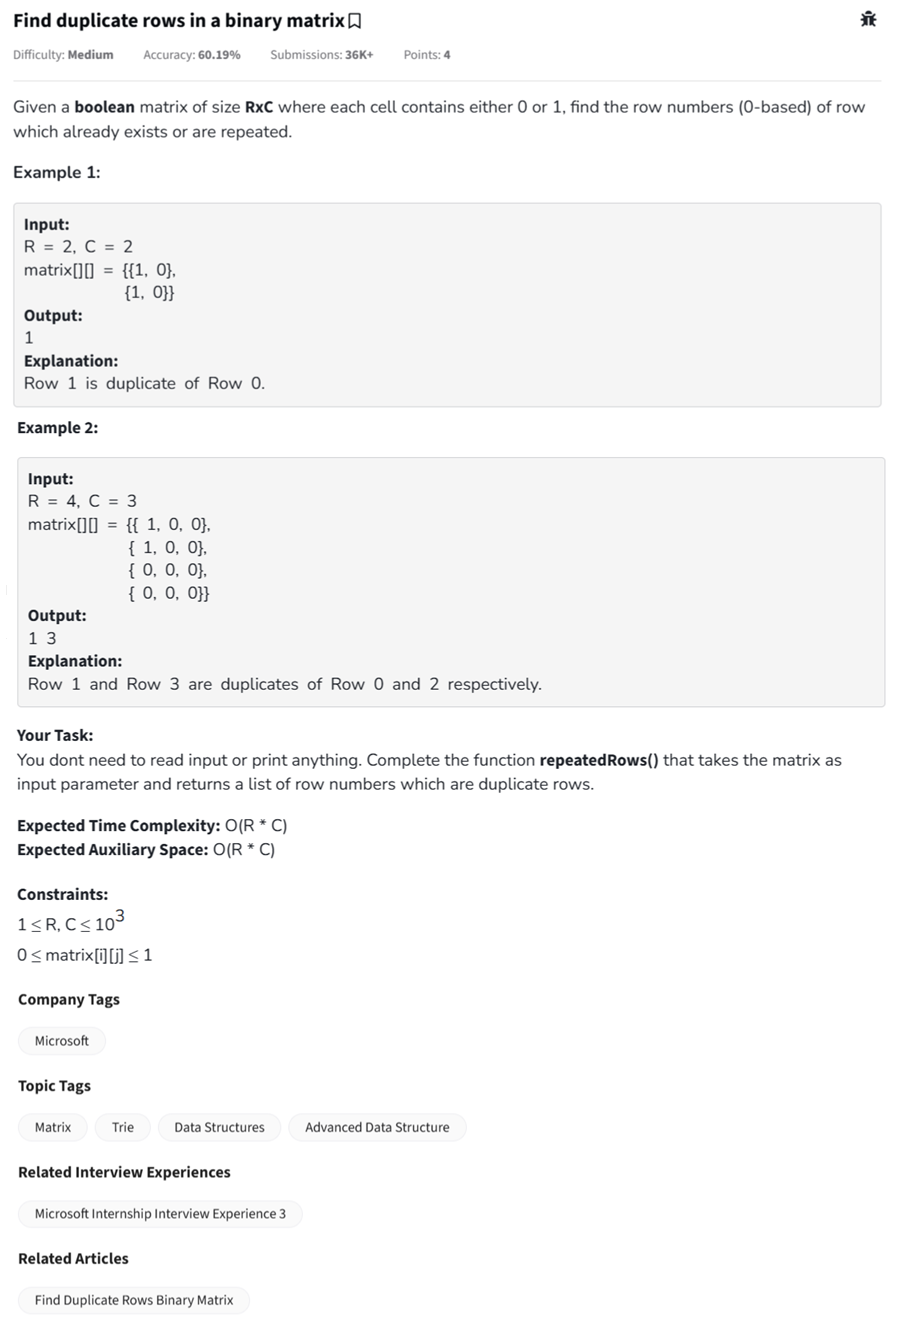 Find duplicate rows in a binary matrix
Difficulty: Medium Accuracy: 60.19% Submissions: 36K+ Points: 4
Given a boolean matrix of size RxC where each cell contains either 0 or 1, find the row numbers (0-based) of row
which already exists or are repeated.
Example 1:
Input:
R = 2, C = 2
matrix[][] = {{1, 0},
{1, 0}}
Output:
1
Explanation:
Row 1 is duplicate of Row 0.
Example 2:
Input:
R = 4, C = 3
matrix[][] = {{ 1, 0, 0},
{ 1, 0, 0},
{ 0, 0, 0},
{ 0, 0, 0}}
Output:
1 3
Explanation:
Row 1 and Row 3 are duplicates of Row 0 and 2 respectively.
Your Task:
You dont need to read input or print anything. Complete the function repeatedRows() that takes the matrix as
input parameter and returns a list of row numbers which are duplicate rows.
Expected Time Complexity: O(R * C)
Expected Auxiliary Space: O(R * C)
Constraints:
1 ≤ R, C ≤ 10^3
0 ≤ matrix[i][j] ≤ 1
Company Tags
Microsoft
Topic Tags
Matrix Trie Data Structures Advanced Data Structure
Related Interview Experiences
Microsoft Internship Interview Experience 3
Related Articles
Find Duplicate Rows Binary Matrix